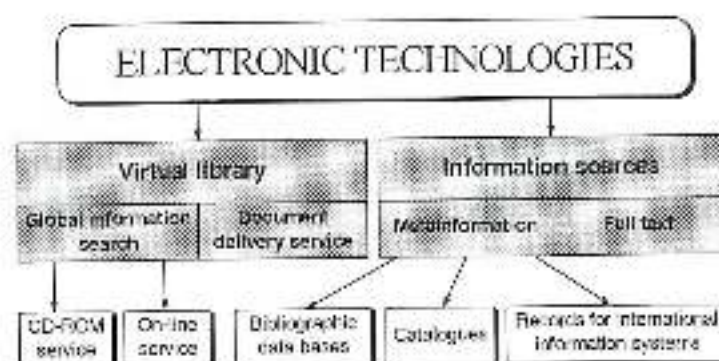 ELECTRONIC TECHNOLOGIES
Virtual library
Information sources
Global information
search
Document
delivery service
Metainformation
Full text
CD-ROM
service
On-line
service
Bibliographic
data bases
Catalogues
Records for international
information systems